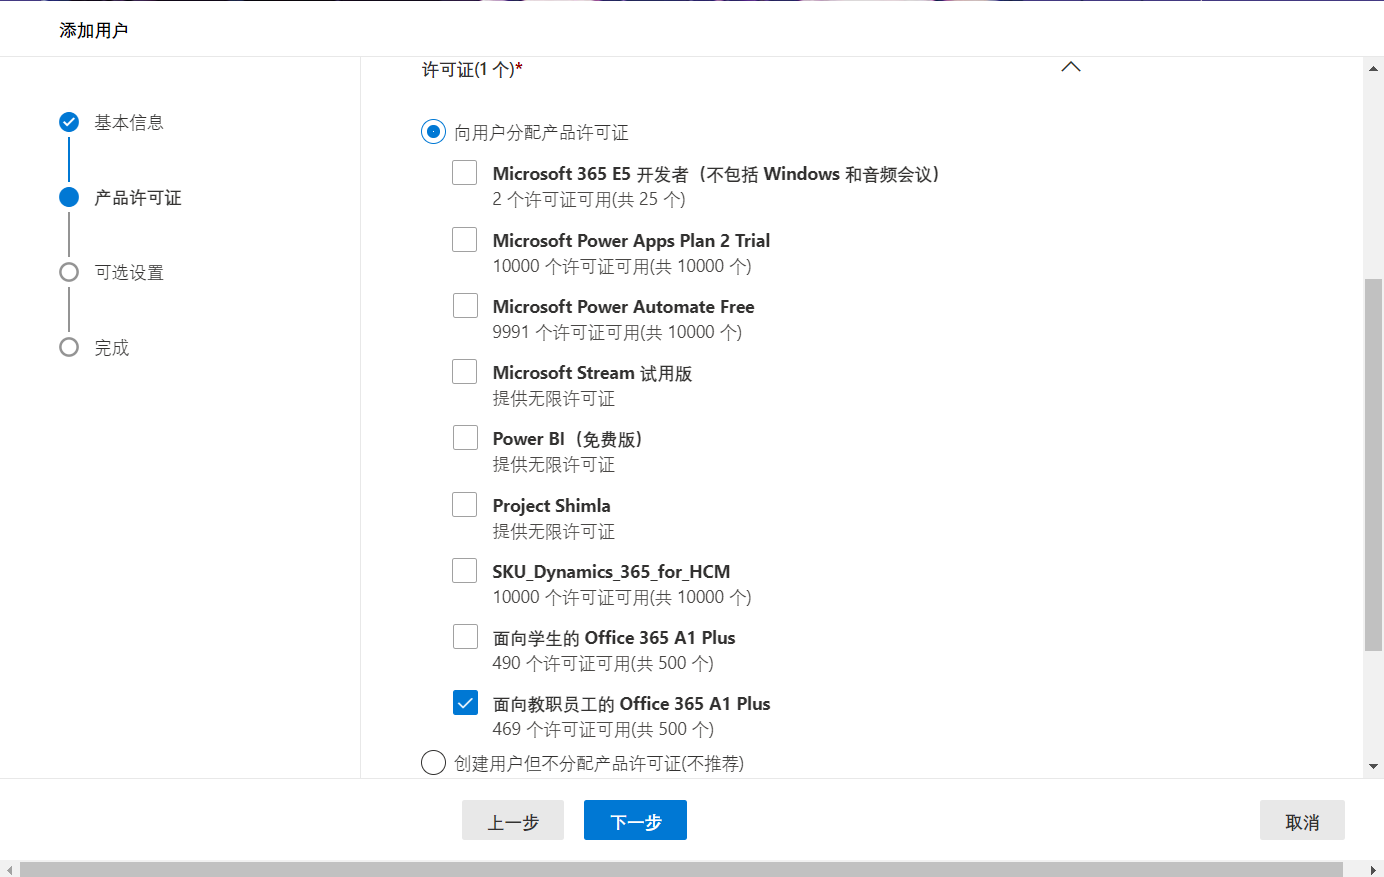 添加用户
基本信息
产品许可证
可选设置
完成
许可证(1 个)*
向用户分配产品许可证
Microsoft 365 E5 开发者（不包括 Windows 和音频会议）
2 个许可证可用(共 25 个)
Microsoft Power Apps Plan 2 Trial
10000 个许可证可用(共 10000 个)
Microsoft Power Automate Free
9991 个许可证可用(共 10000 个)
Microsoft Stream 试用版
提供无限许可证
Power BI（免费版）
提供无限许可证
Project Shimla
提供无限许可证
SKU_Dynamics_365_for_HCM
10000 个许可证可用(共 10000 个)
面向学生的 Office 365 A1 Plus
490 个许可证可用(共 500 个)
面向教职员工的 Office 365 A1 Plus
469 个许可证可用(共 500 个)
创建用户但不分配产品许可证(不推荐)
上一步
下一步
取消